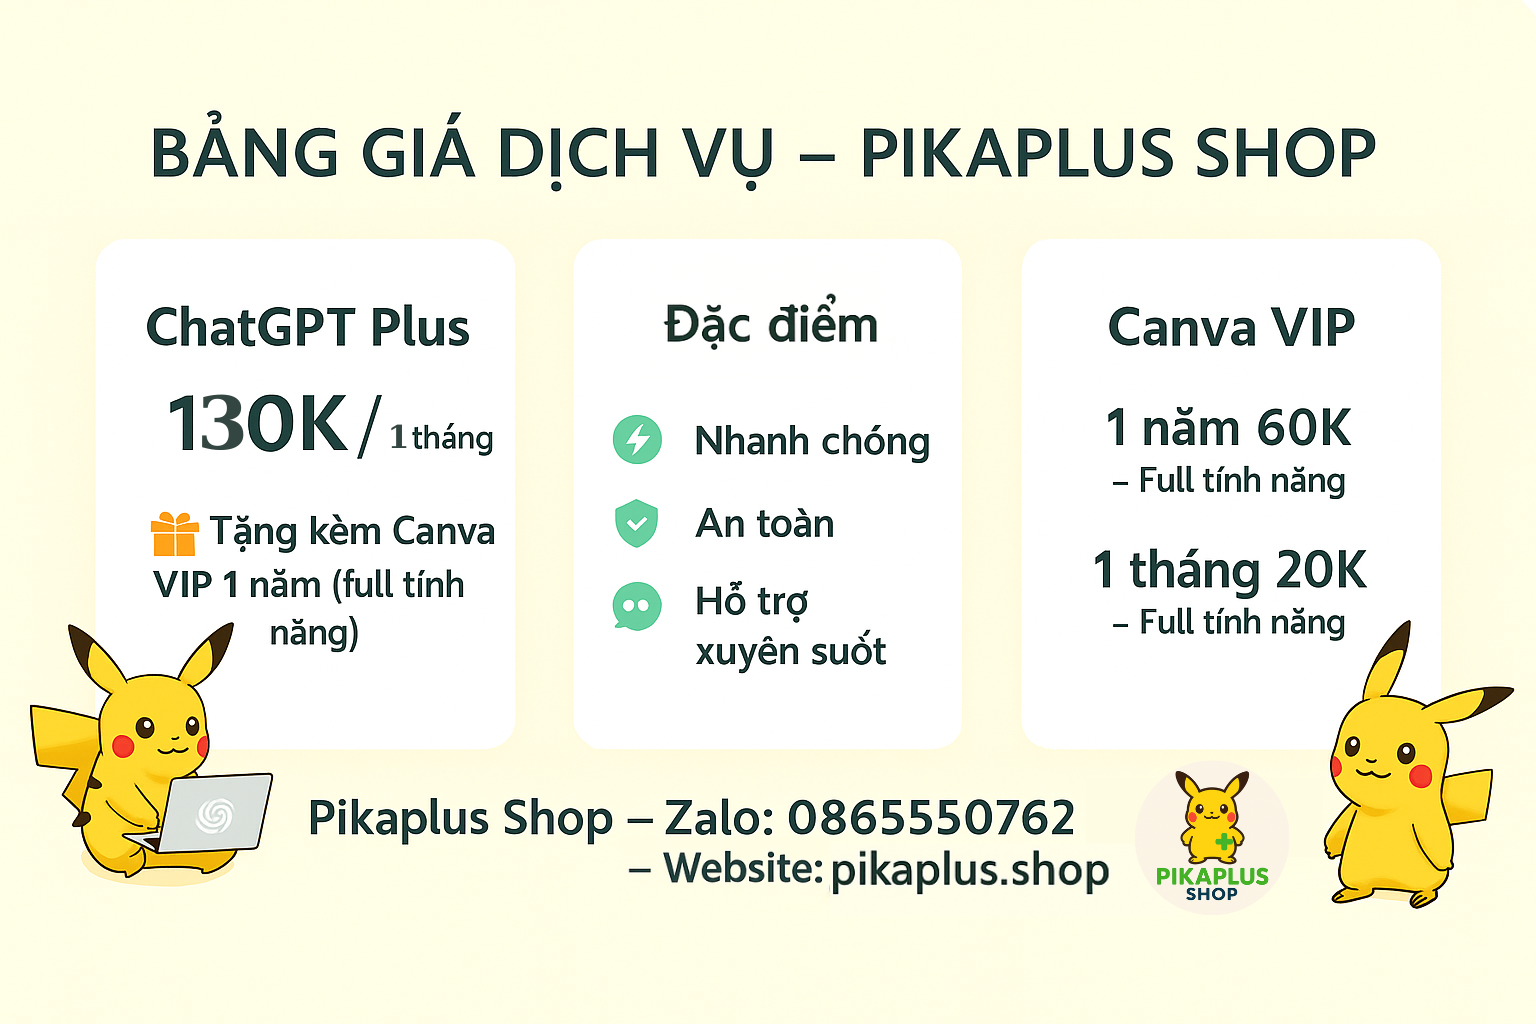 BẢNG GIÁ DỊCH VỤ – PIKAPLUS SHOP
ChatGPT Plus
130K / 1 tháng
Tặng kèm Canva
VIP 1 năm (full tính
năng)
Đặc điểm
Nhanh chóng
An toàn
Hỗ trợ
xuyên suốt
Canva VIP
1 năm 60K
– Full tính năng
1 tháng 20K
– Full tính năng
Pikaplus Shop – Zalo: 0865550762
– Website: pikaplus.shop
PIKAPLUS
SHOP